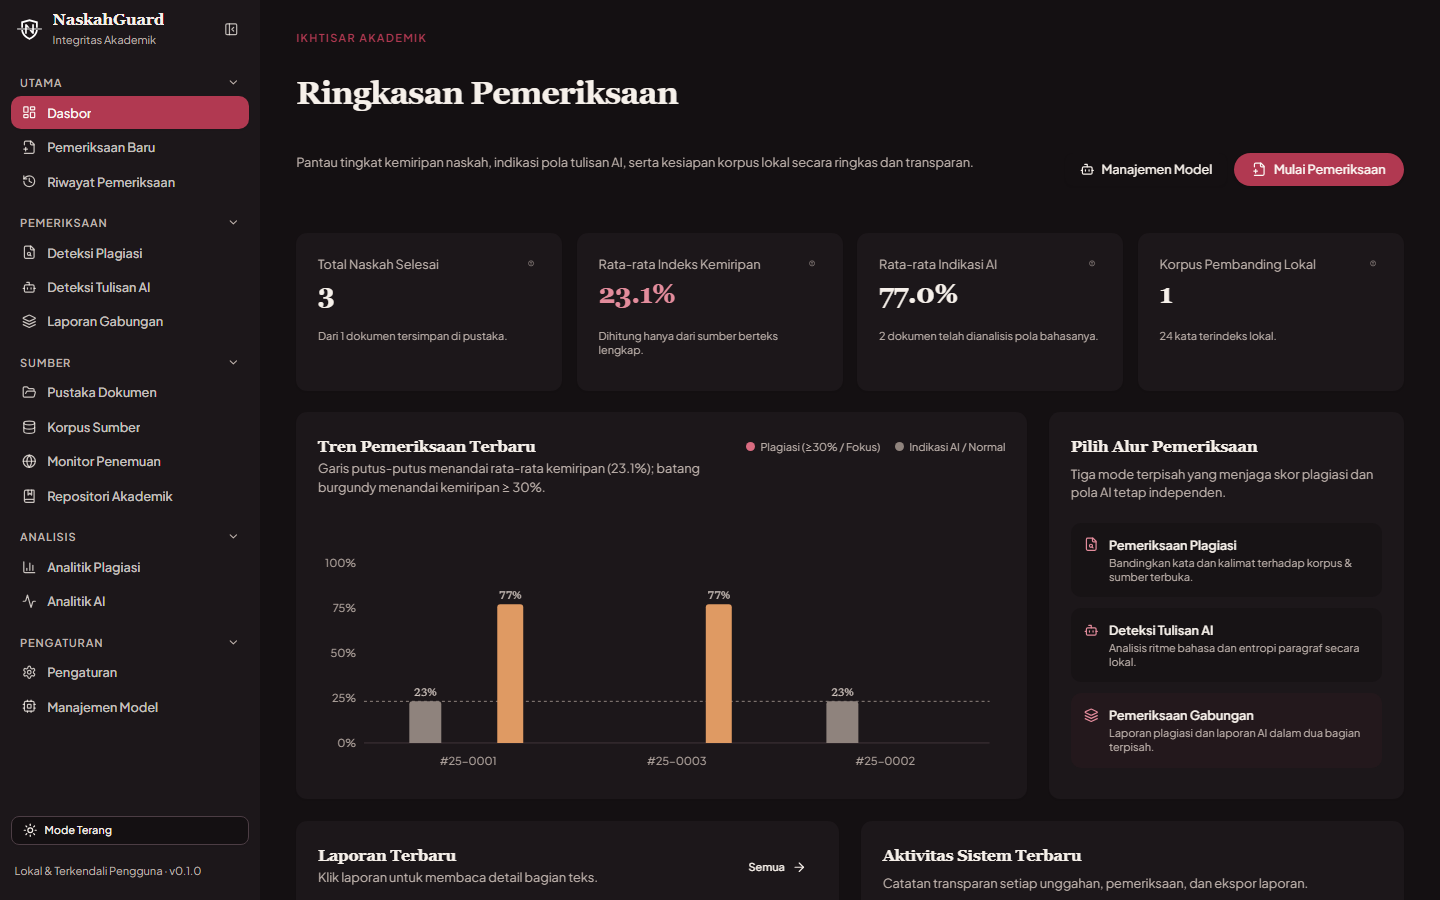 NaskahGuard
Integritas Akademik
UTAMA
Dasbor
Pemeriksaan Baru
Riwayat Pemeriksaan
PEMERIKSAAN
Deteksi Plagiasi
Deteksi Tulisan AI
Laporan Gabungan
SUMBER
Pustaka Dokumen
Korpus Sumber
Monitor Penemuan
Repositori Akademik
ANALISIS
Analitik Plagiasi
Analitik AI
PENGATURAN
Pengaturan
Manajemen Model
Mode Terang
Lokal & Terkendali Pengguna · v0.1.0
IKHTISAR AKADEMIK
Ringkasan Pemeriksaan
Pantau tingkat kemiripan naskah, indikasi pola tulisan AI, serta kesiapan korpus lokal secara ringkas dan transparan.
Manajemen Model
Mulai Pemeriksaan
Total Naskah Selesai
3
Dari 1 dokumen tersimpan di pustaka.
Rata-rata Indeks Kemiripan
23.1%
Dihitung hanya dari sumber berteks
lengkap.
Rata-rata Indikasi AI
77.0%
2 dokumen telah dianalisis pola bahasanya.
Korpus Pembanding Lokal
1
24 kata terindeks lokal.
Tren Pemeriksaan Terbaru
Garis putus-putus menandai rata-rata kemiripan (23.1%); batang
burgundy menandai kemiripan ≥ 30%.
Plagiasi (≥30% / Fokus)
Indikasi AI / Normal
100%
75%
50%
25%
0%
23%
77%
77%
23%
#25-0001
#25-0003
#25-0002
Pilih Alur Pemeriksaan
Tiga mode terpisah yang menjaga skor plagiasi dan
pola AI tetap independen.
Pemeriksaan Plagiasi
Bandingkan kata dan kalimat terhadap korpus &
sumber terbuka.
Deteksi Tulisan AI
Analisis ritme bahasa dan entropi paragraf secara
lokal.
Pemeriksaan Gabungan
Laporan plagiasi dan laporan AI dalam dua bagian
terpisah.
Laporan Terbaru
Klik laporan untuk membaca detail bagian teks.
Semua
Aktivitas Sistem Terbaru
Catatan transparan setiap unggahan, pemeriksaan, dan ekspor laporan.